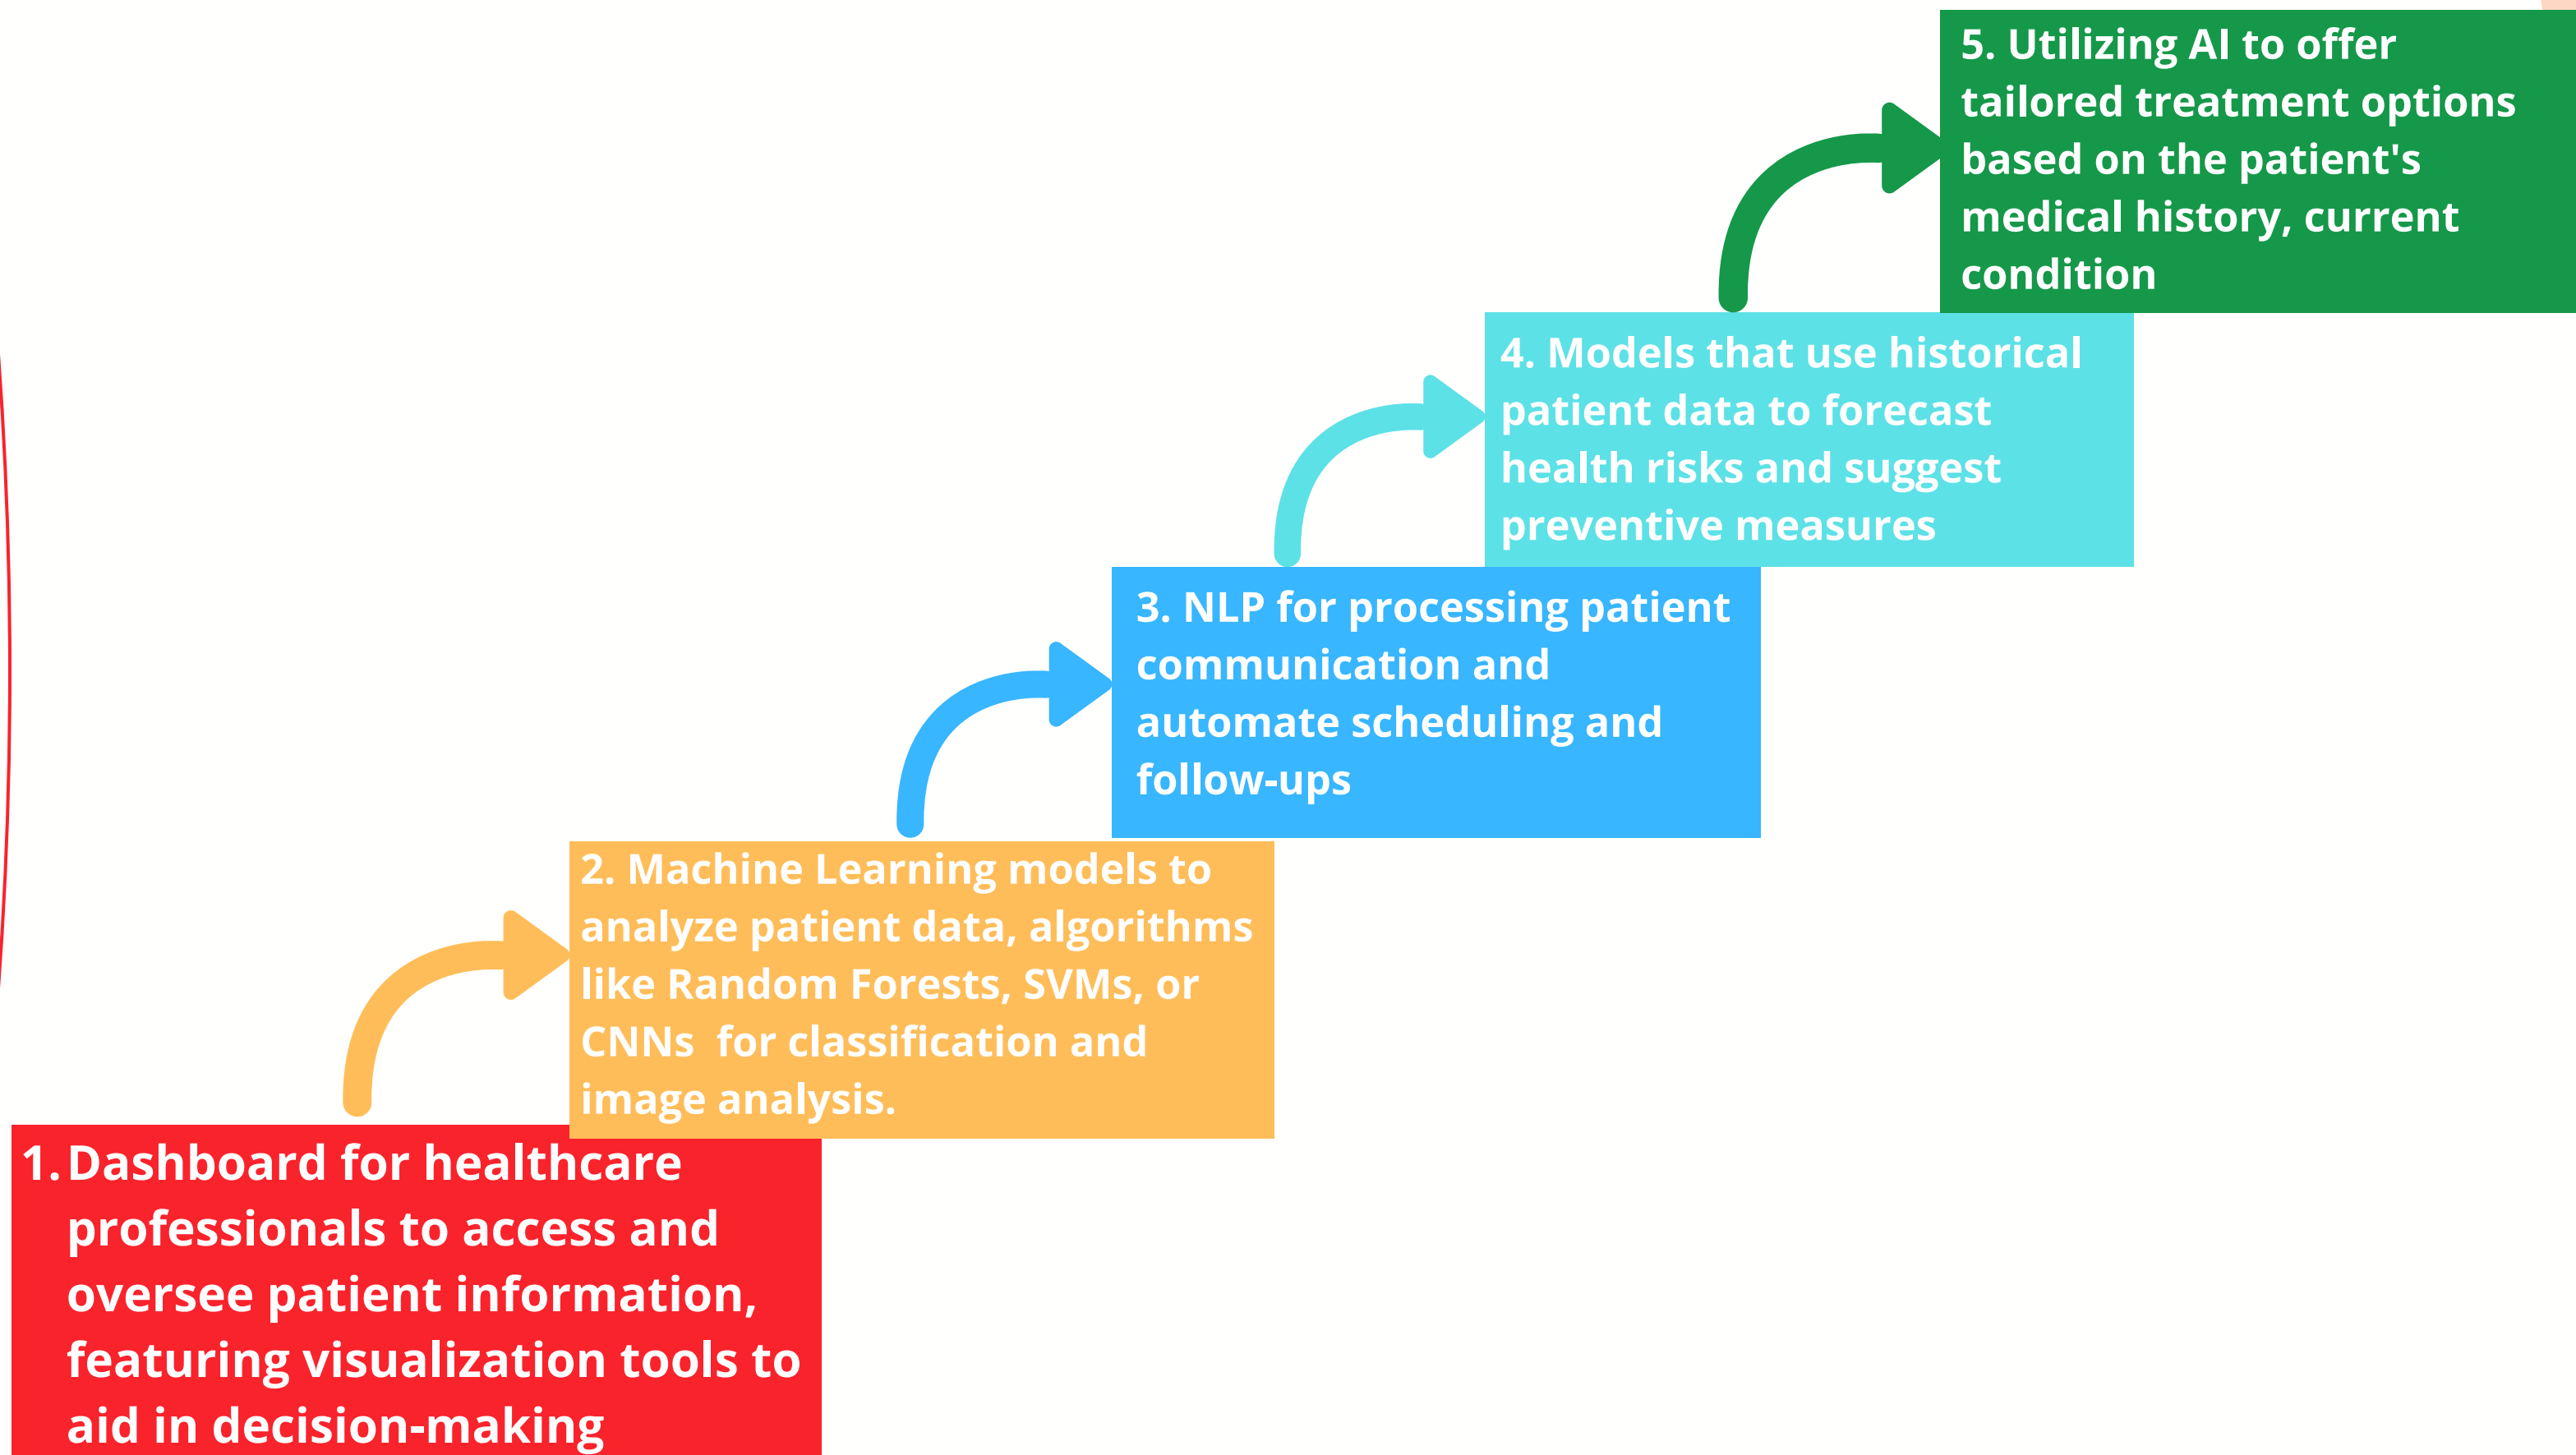 5. Utilizing AI to offer
tailored treatment options
based on the patient's
medical history, current
condition
4. Models that use historical
patient data to forecast
health risks and suggest
preventive measures
3. NLP for processing patient
communication and
automate scheduling and
follow-ups
2. Machine Learning models to
analyze patient data, algorithms
like Random Forests, SVMs, or
CNNs  for classification and
image analysis.
1. Dashboard for healthcare
professionals to access and
oversee patient information,
featuring visualization tools to
aid in decision-making